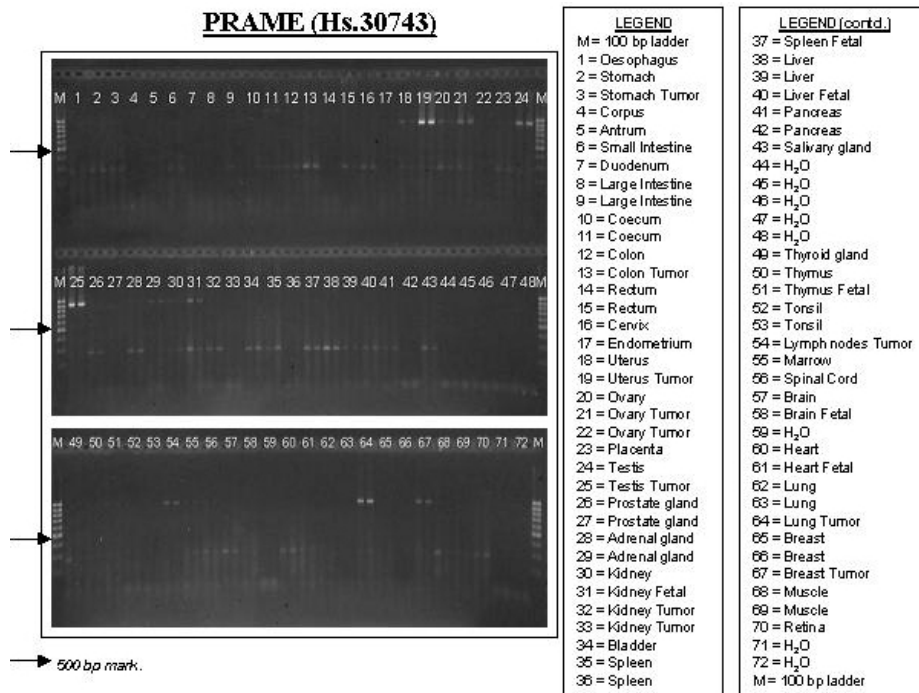 PRAME (Hs.30743)
M 1 2 3 4 5 6 7 8 9 10 11 12 13 14 15 16 17 18 19 20 21 22 23 24 M
M 25 26 27 28 29 30 31 32 33 34 35 36 37 38 39 40 41 42 43 44 45 46 47 48 M
M 49 50 51 52 53 54 55 56 57 58 59 60 61 62 63 64 65 66 67 68 69 70 71 72 M
500 bp mark.
LEGEND
M= 100 bp ladder
1 = Oesophagus
2 = Stomach
3 = Stomach Tumor
4 = Corpus
5 = Antrum
6 = Small Intestine
7 = Duodenum
8 = Large Intestine
9 = Large Intestine
10 = Coecum
11 = Coecum
12 = Colon
13 = Colon Tumor
14 = Rectum
15 = Rectum
16 = Cervix
17 = Endometrium
18 = Uterus
19 = Uterus Tumor
20 = Ovary
21 = Ovary Tumor
22 = Ovary Tumor
23 = Placenta
24 = Testis
25 = Testis Tumor
26 = Prostate gland
27 = Prostate gland
28 = Adrenal gland
29 = Adrenal gland
30 = Kidney
31 = Kidney Fetal
32 = Kidney Tumor
33 = Kidney Tumor
34 = Bladder
35 = Spleen
36 = Spleen
LEGEND (contd.)
37 = Spleen Fetal
38 = Liver
39 = Liver
40 = Liver Fetal
41 = Pancreas
42 = Pancreas
43 = Salivary gland
44 = H₂O
45 = H₂O
46 = H₂O
47 = H₂O
48 = H₂O
49 = Thyroid gland
50 = Thymus
51 = Thymus Fetal
52 = Tonsil
53 = Tonsil
54 = Lymph nodes Tumor
55 = Marrow
56 = Spinal Cord
57 = Brain
58 = Brain Fetal
59 = H₂O
60 = Heart
61 = Heart Fetal
62 = Lung
63 = Lung
64 = Lung Tumor
65 = Breast
66 = Breast
67 = Breast Tumor
68 = Muscle
69 = Muscle
70 = Retina
71 = H₂O
72 = H₂O
M= 100 bp ladder